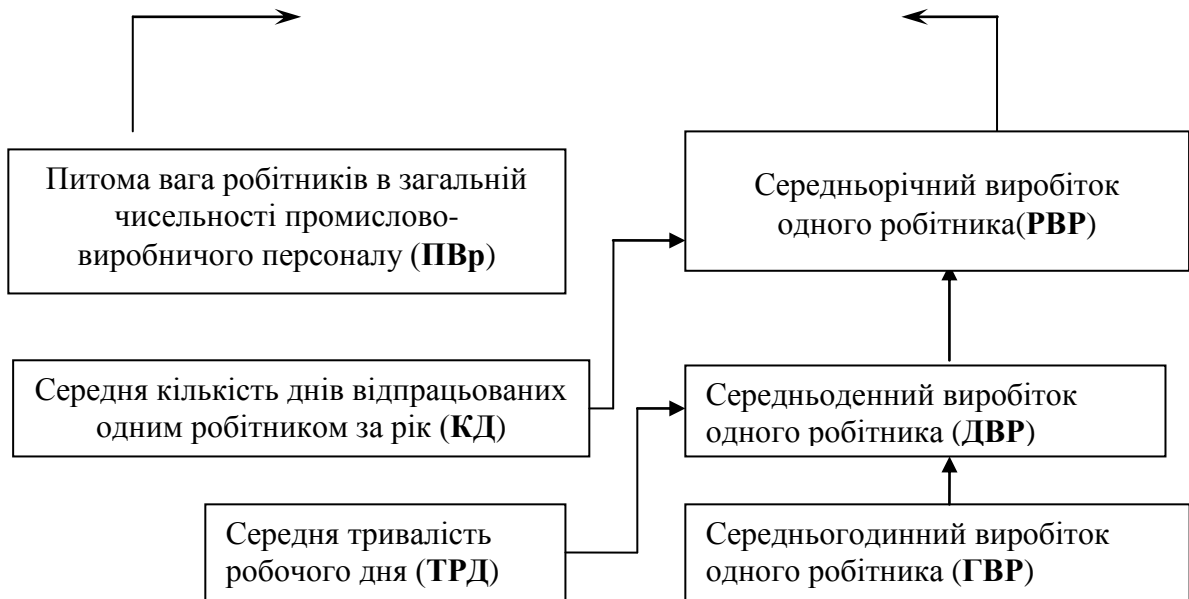 Питома вага робітників в загальній
чисельності промислово-
виробничого персоналу (ПВр)
Середньорічний виробіток
одного робітника(РВР)
Середня кількість днів відпрацьованих
одним робітником за рік (КД)
Середньоденний виробіток
одного робітника (ДВР)
Середня тривалість
робочого дня (ТРД)
Середньогодинний виробіток
одного робітника (ГВР)